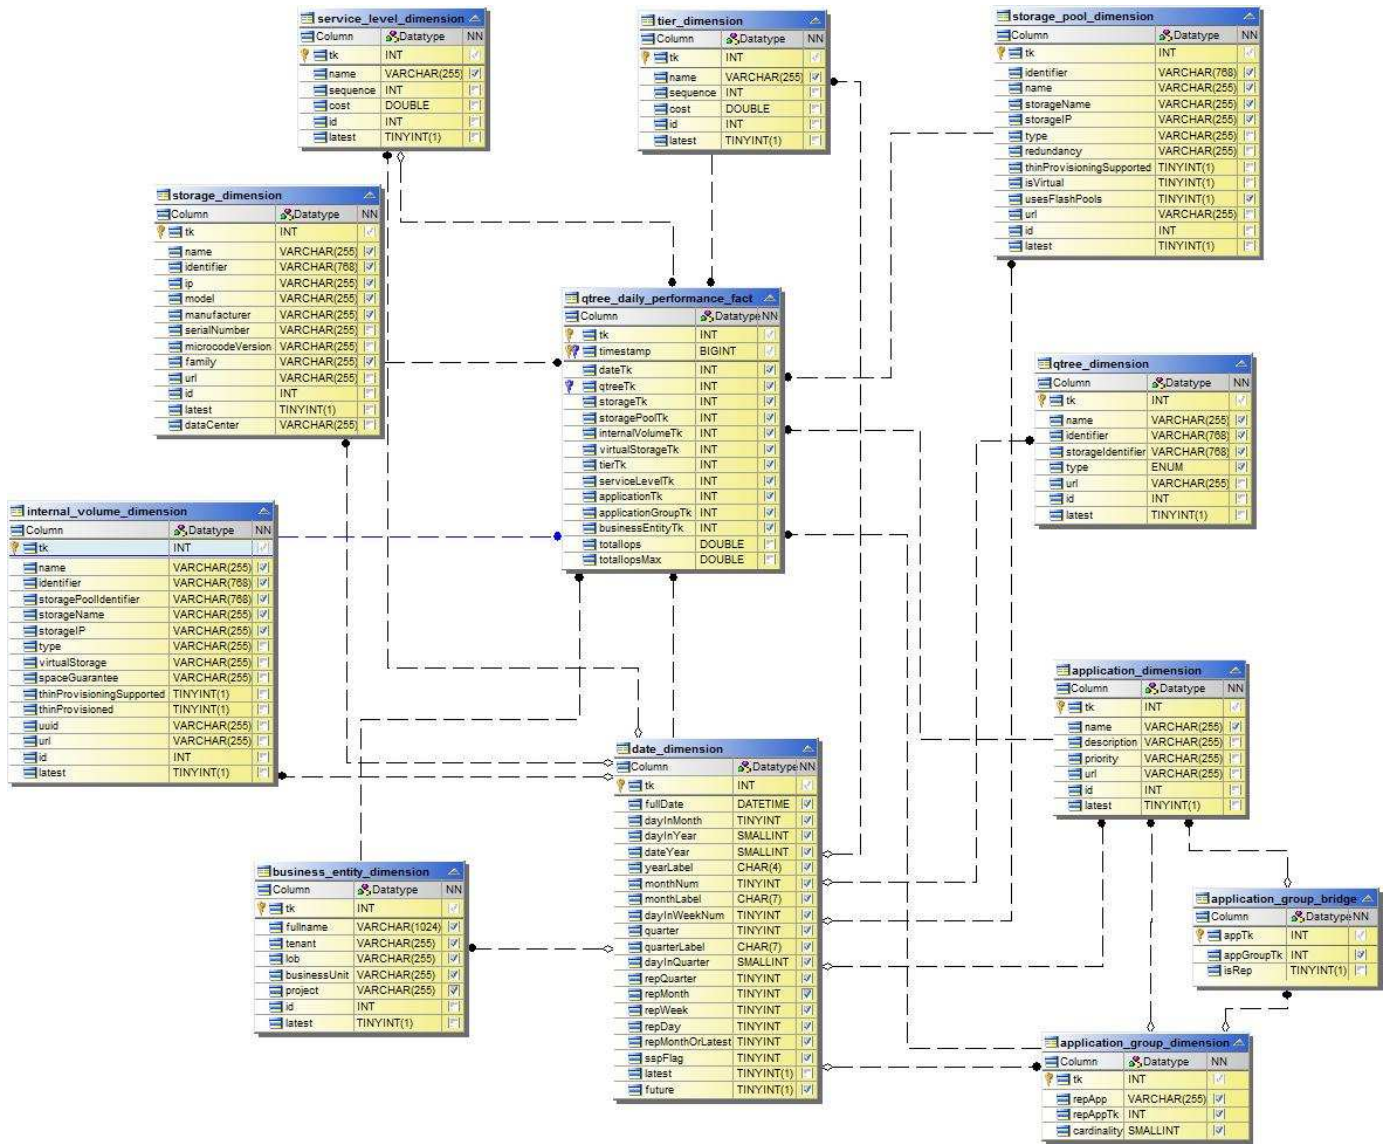 service_level_dimension
Column Datatype NN
tk INT
name VARCHAR(255)
sequence INT
cost DOUBLE
id INT
latest TINYINT(1)
tier_dimension
Column Datatype NN
tk INT
name VARCHAR(255)
sequence INT
cost DOUBLE
id INT
latest TINYINT(1)
storage_pool_dimension
Column Datatype NN
tk INT
identifier VARCHAR(768)
name VARCHAR(255)
storageName VARCHAR(255)
storageIP VARCHAR(255)
type VARCHAR(255)
redundancy VARCHAR(255)
thinProvisioningSupported TINYINT(1)
isVirtual TINYINT(1)
usesFlashPools TINYINT(1)
url VARCHAR(255)
id INT
latest TINYINT(1)
storage_dimension
Column Datatype NN
tk INT
name VARCHAR(255)
identifier VARCHAR(768)
ip VARCHAR(255)
model VARCHAR(255)
manufacturer VARCHAR(255)
serialNumber VARCHAR(255)
microcodeVersion VARCHAR(255)
family VARCHAR(255)
url VARCHAR(255)
id INT
latest TINYINT(1)
dataCenter VARCHAR(255)
qtree_daily_performance_fact
Column Datatype NN
tk INT
timestamp BIGINT
dateTk INT
qtreeTk INT
storageTk INT
storagePoolTk INT
internalVolumeTk INT
virtualStorageTk INT
tierTk INT
serviceLevelTk INT
applicationTk INT
applicationGroupTk INT
businessEntityTk INT
totalIops DOUBLE
totalIopsMax DOUBLE
qtree_dimension
Column Datatype NN
tk INT
name VARCHAR(255)
identifier VARCHAR(768)
storageIdentifier VARCHAR(768)
type ENUM
url VARCHAR(255)
id INT
latest TINYINT(1)
internal_volume_dimension
Column Datatype NN
tk INT
name VARCHAR(255)
identifier VARCHAR(768)
storagePoolIdentifier VARCHAR(768)
storageName VARCHAR(255)
storageIP VARCHAR(255)
type VARCHAR(255)
virtualStorage VARCHAR(255)
spaceGuarantee VARCHAR(255)
thinProvisioningSupported TINYINT(1)
thinProvisioned TINYINT(1)
uuid VARCHAR(255)
url VARCHAR(255)
id INT
latest TINYINT(1)
application_dimension
Column Datatype NN
tk INT
name VARCHAR(255)
description VARCHAR(255)
priority VARCHAR(255)
url VARCHAR(255)
id INT
latest TINYINT(1)
date_dimension
Column Datatype NN
tk INT
fullDate DATETIME
dayInMonth TINYINT
dayInYear SMALLINT
dateYear SMALLINT
yearLabel CHAR(4)
monthNum TINYINT
monthLabel CHAR(7)
dayInWeekNum TINYINT
quarter TINYINT
quarterLabel CHAR(7)
dayInQuarter SMALLINT
repQuarter TINYINT
repMonth TINYINT
repWeek TINYINT
repDay TINYINT
repMonthOrLatest TINYINT
sspFlag TINYINT
latest TINYINT(1)
future TINYINT(1)
business_entity_dimension
Column Datatype NN
tk INT
fullname VARCHAR(1024)
tenant VARCHAR(255)
lob VARCHAR(255)
businessUnit VARCHAR(255)
project VARCHAR(255)
id INT
latest TINYINT(1)
application_group_bridge
Column Datatype NN
appTk INT
appGroupTk INT
isRep TINYINT(1)
application_group_dimension
Column Datatype NN
tk INT
repApp VARCHAR(255)
repAppTk INT
cardinality SMALLINT